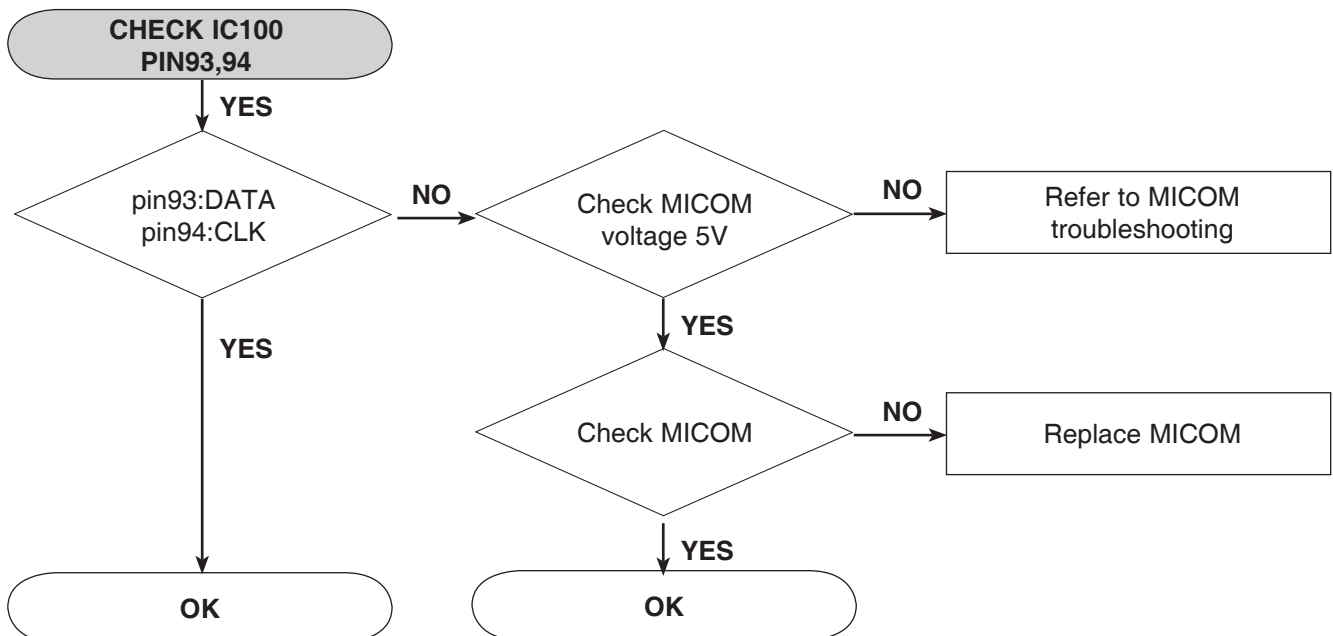 CHECK IC100
PIN93,94
YES
pin93:DATA
pin94:CLK
NO
Check MICOM
voltage 5V
NO
Refer to MICOM
troubleshooting
YES
YES
Check MICOM
NO
Replace MICOM
YES
OK
OK